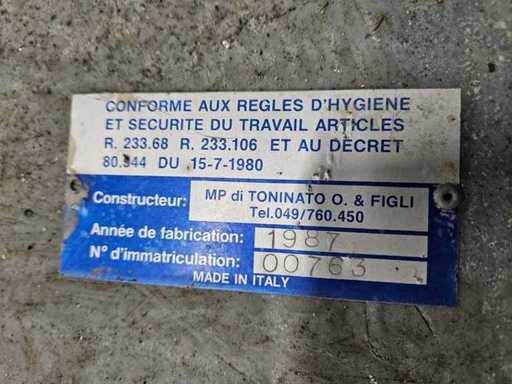 CONFORME AUX REGLES D'HYGIENE
ET SECURITE DU TRAVAIL ARTICLES
R. 233.68 R. 233.106 ET AU DÈCRET
80.544 DU 15-7-1980
Constructeur: MP di TONINATO O. & FIGLI
Tel.049/760.450
Année de fabrication: 1987
N° d'immatriculation: 00763
MADE IN ITALY